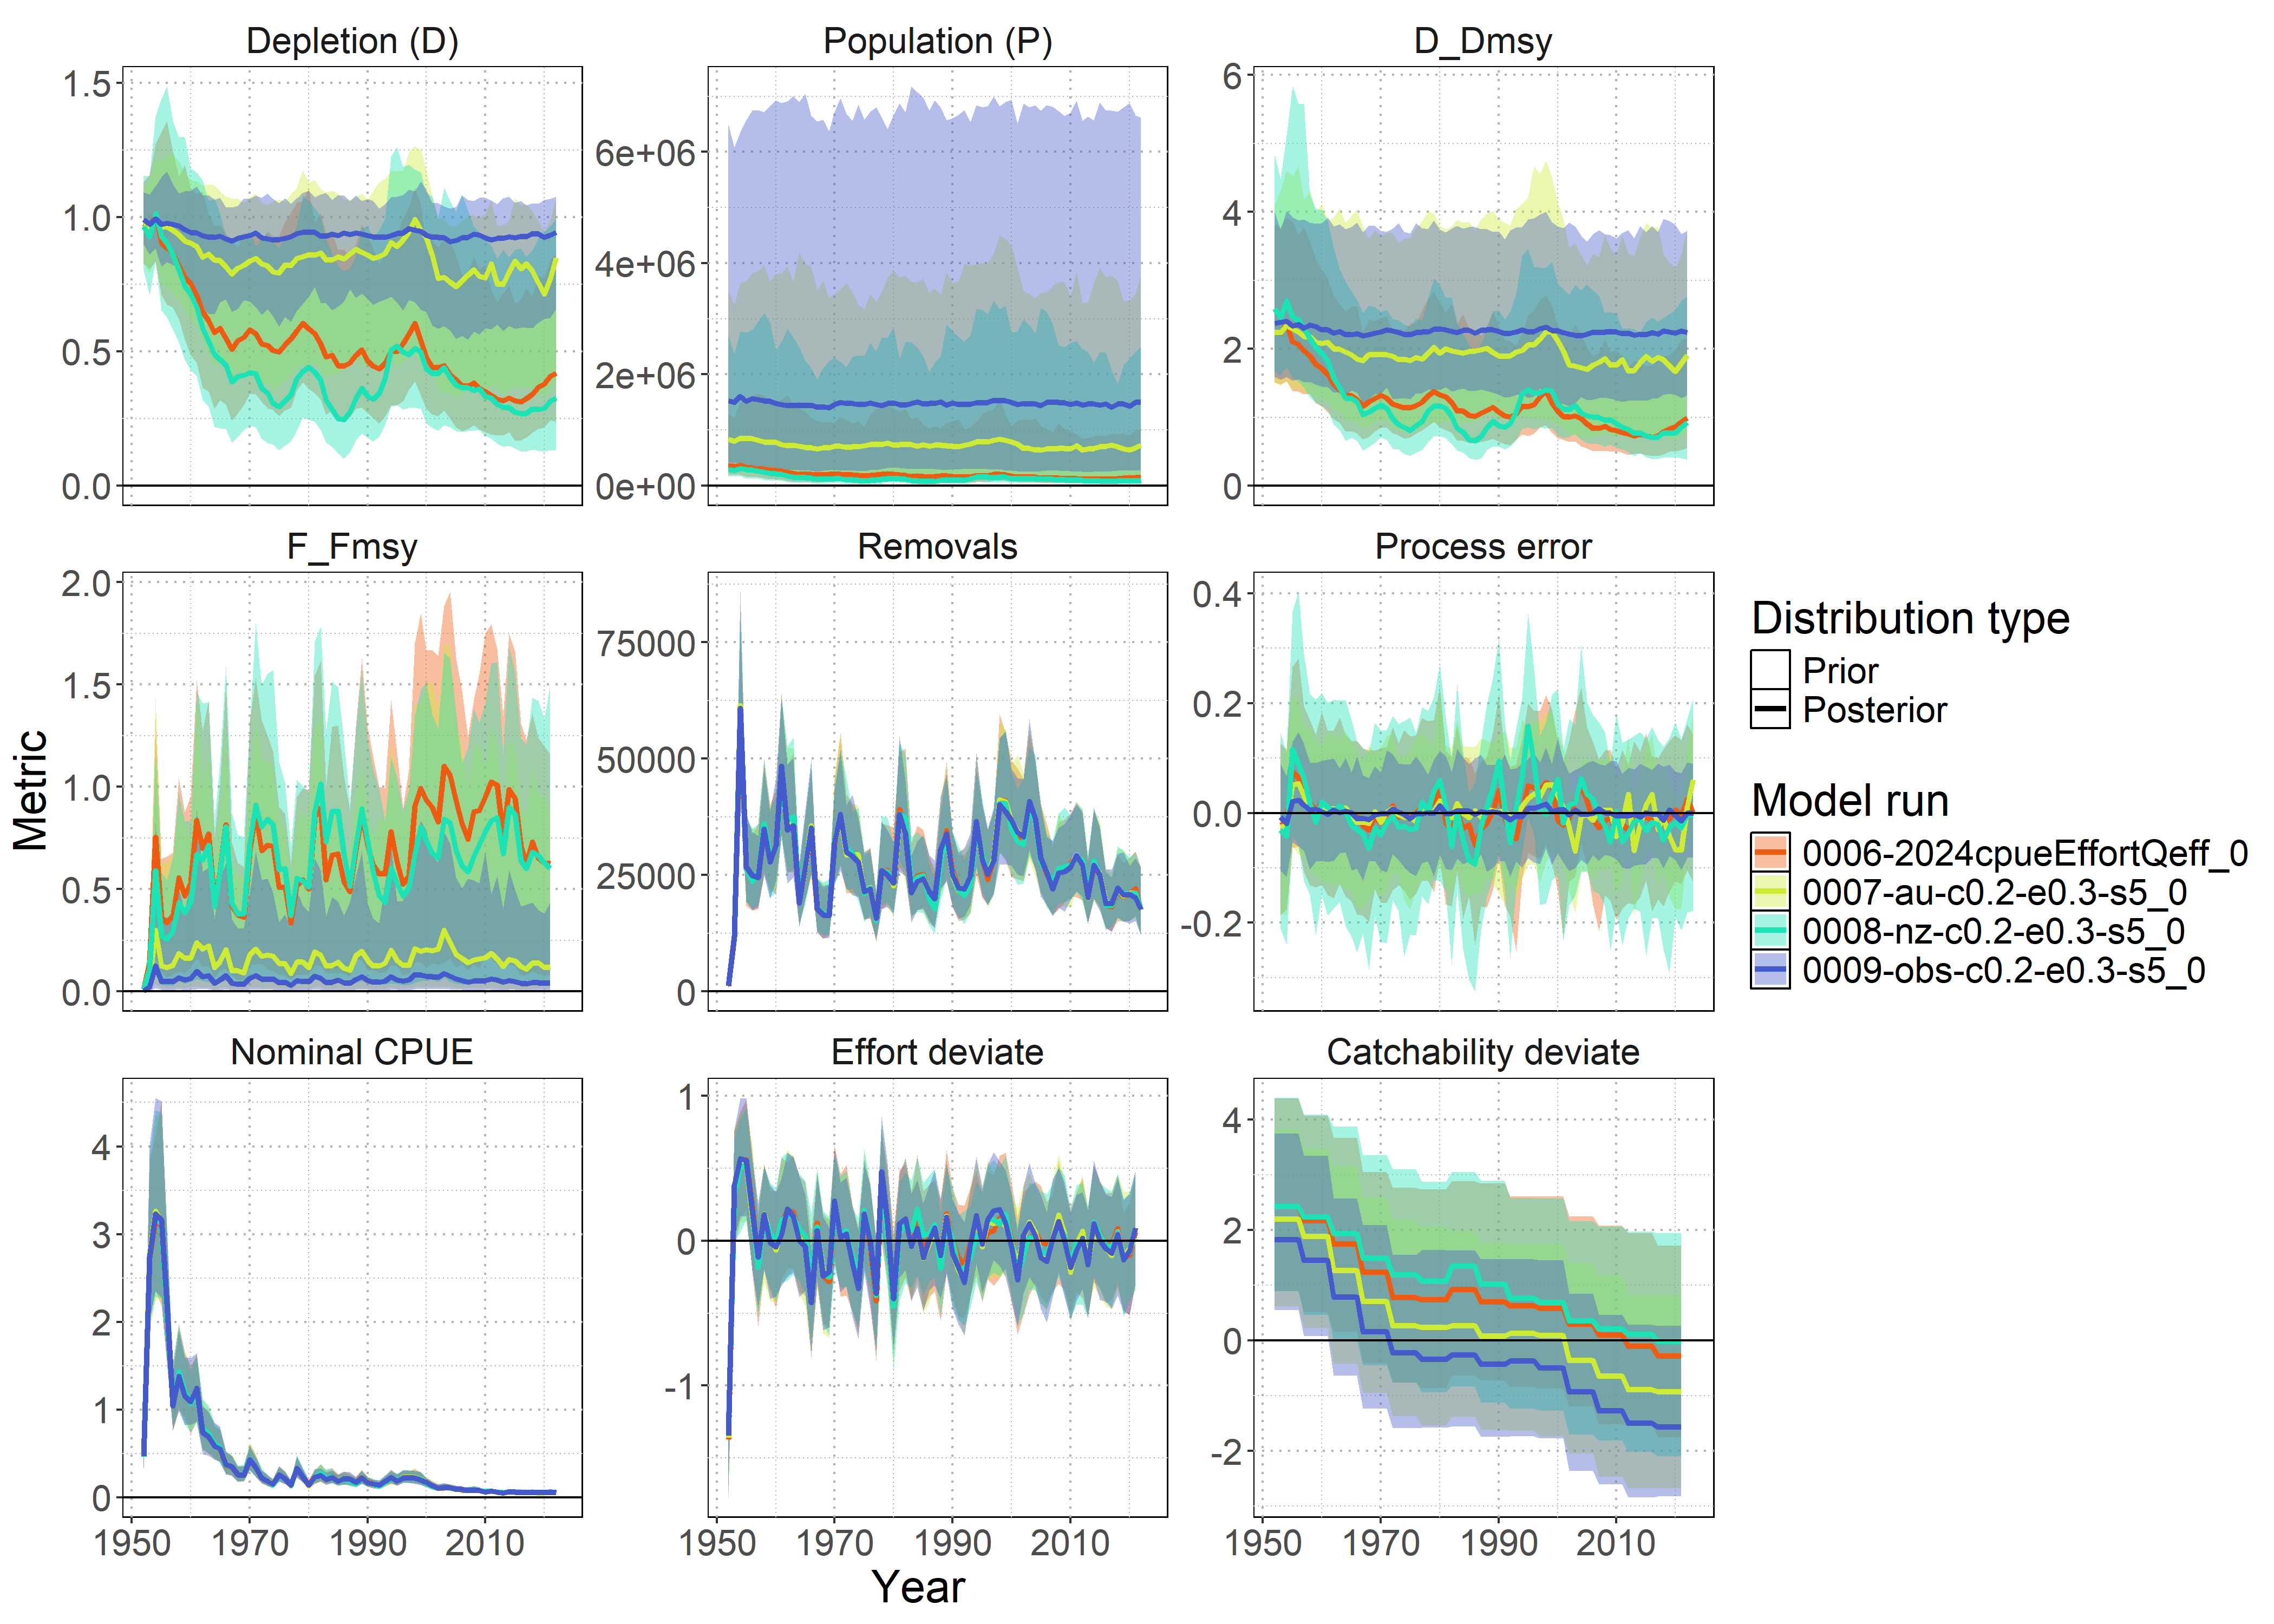 Depletion (D)
Population (P)
D_Dmsy
1.5
1.0
0.5
0.0
6e+06
4e+06
2e+06
0e+00
6
4
2
0
F_Fmsy
Removals
Process error
2.0
1.5
1.0
0.5
0.0
75000
50000
25000
0
0.4
0.2
0.0
-0.2
Nominal CPUE
Effort deviate
Catchability deviate
4
3
2
1
0
1
0
-1
4
2
0
-2
1950 1970 1990 2010
1950 1970 1990 2010
1950 1970 1990 2010
Year
Metric
Distribution type
Prior
Posterior
Model run
0006-2024cpueEffortQeff_0
0007-au-c0.2-e0.3-s5_0
0008-nz-c0.2-e0.3-s5_0
0009-obs-c0.2-e0.3-s5_0